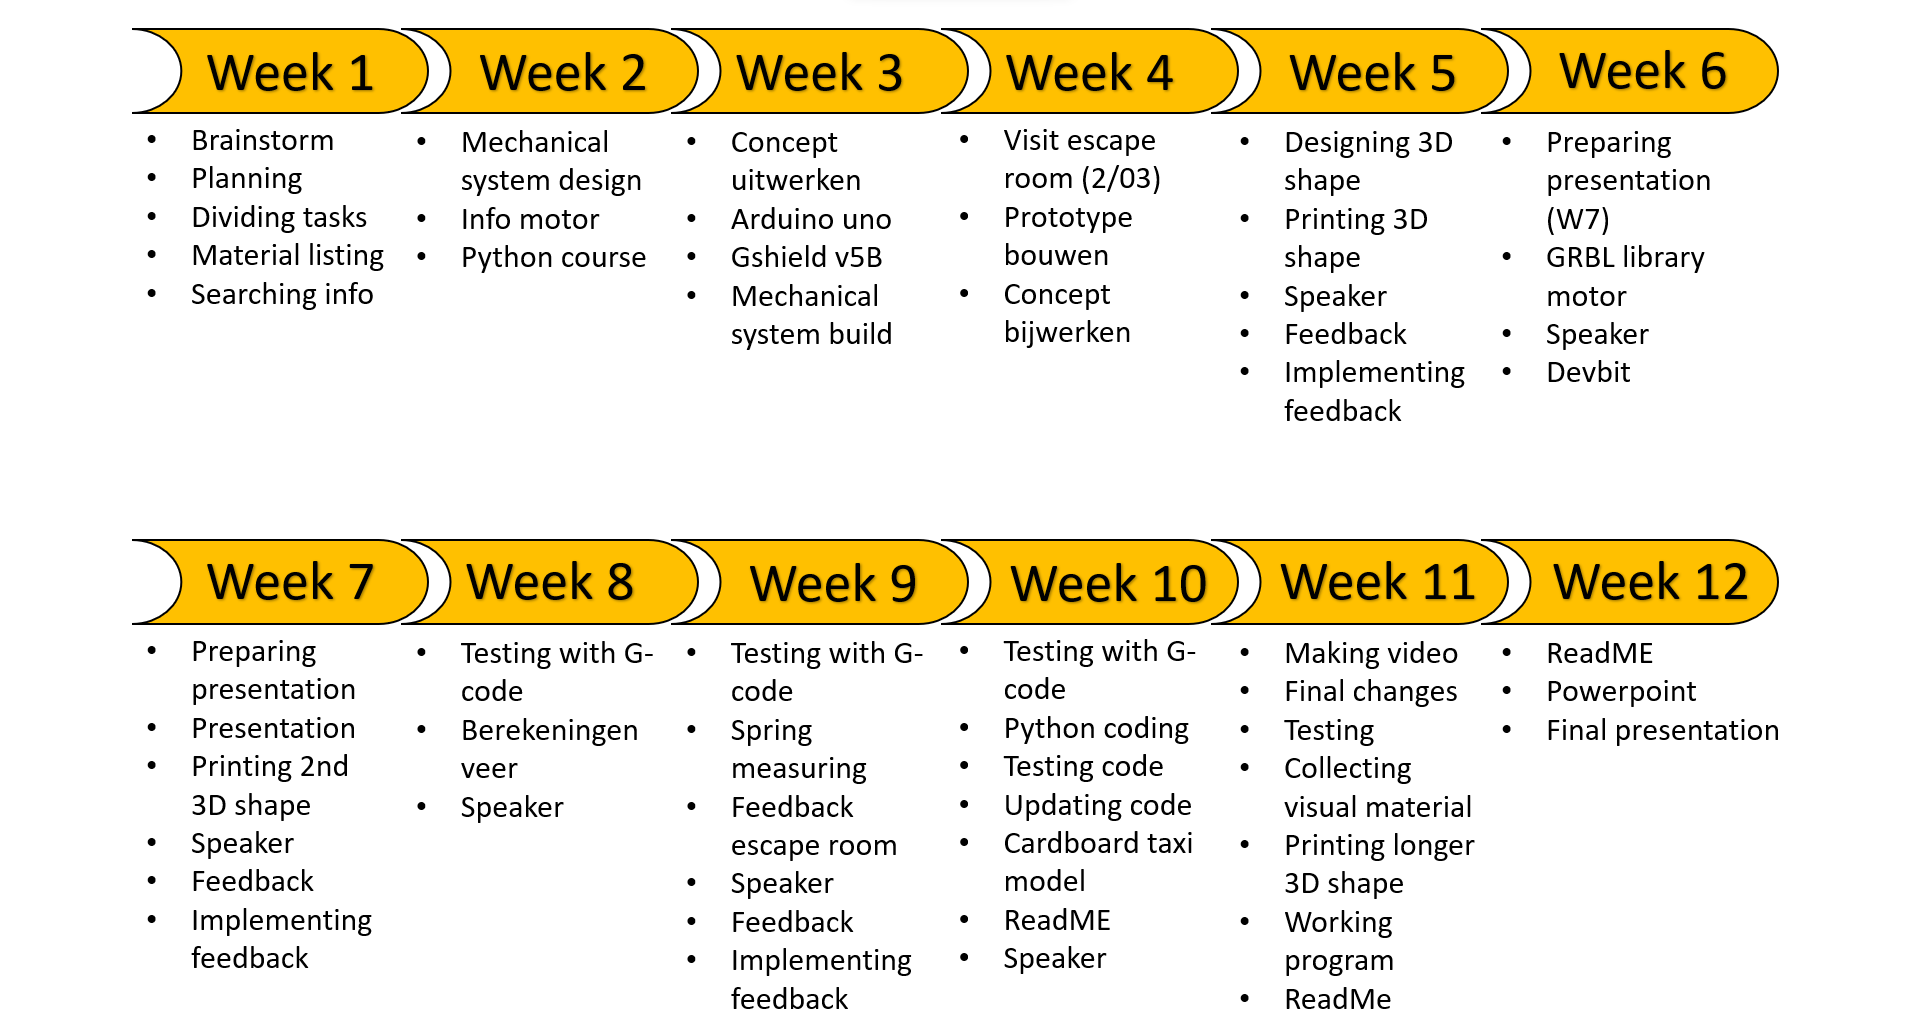 Week 1
Brainstorm
Planning
Dividing tasks
Material listing
Searching info
Week 2
Mechanical
system design
Info motor
Python course
Week 3
Concept
uitwerken
Arduino uno
Gshield v5B
Mechanical
system build
Week 4
Visit escape
room (2/03)
Prototype
bouwen
Concept
bijwerken
Week 5
Designing 3D
shape
Printing 3D
shape
Speaker
Feedback
Implementing
feedback
Week 6
Preparing
presentation
(W7)
GRBL library
motor
Speaker
Devbit
Week 7
Preparing
presentation
Presentation
Printing 2nd
3D shape
Speaker
Feedback
Implementing
feedback
Week 8
Testing with G-
code
Berekeningen
veer
Speaker
Week 9
Testing with G-
code
Spring
measuring
Feedback
escape room
Speaker
Feedback
Implementing
feedback
Week 10
Testing with G-
code
Python coding
Testing code
Updating code
Cardboard taxi
model
ReadME
Speaker
Week 11
Making video
Final changes
Testing
Collecting
visual material
Printing longer
3D shape
Working
program
ReadMe
Week 12
ReadME
Powerpoint
Final presentation